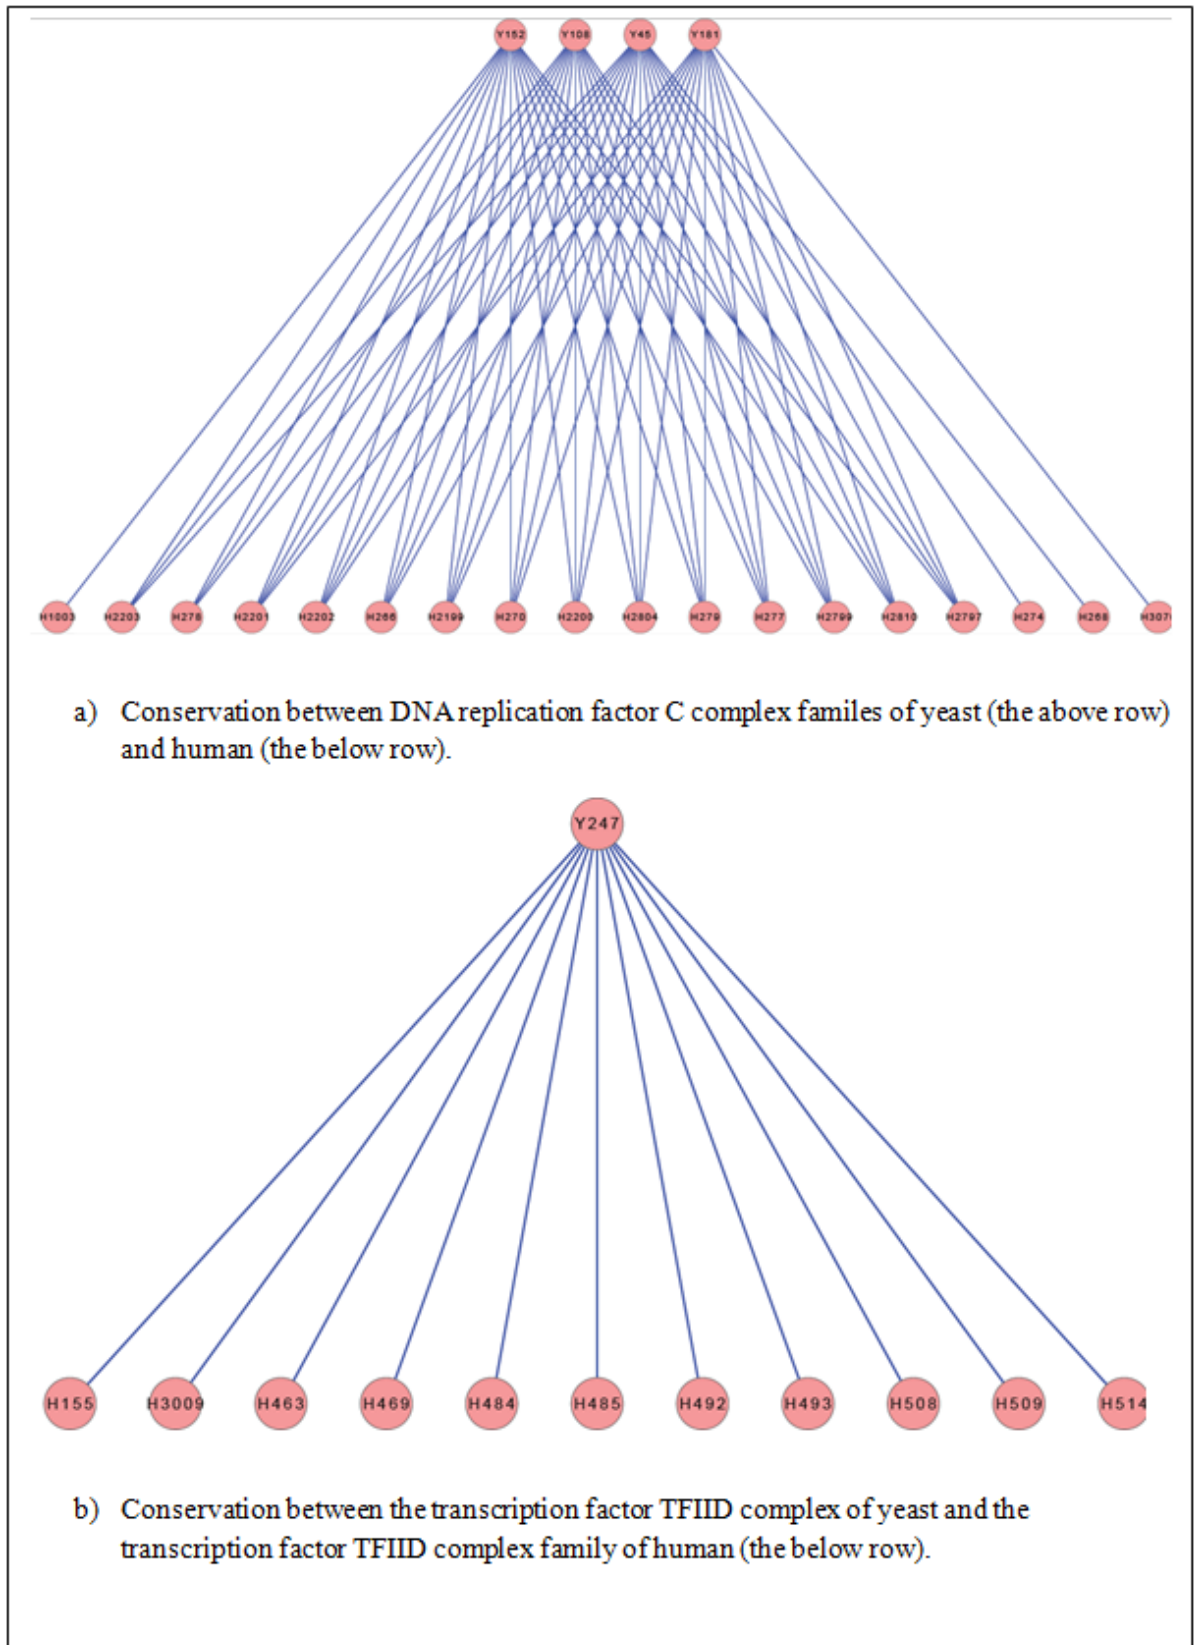 Y152 Y108 Y45 Y181
H1003 H2203 H278 H2201 H2202 H266 H2199 H270 H2200 H2804 H279 H277 H2799 H2810 H2797 H274 H268
a) Conservation between DNA replication factor C complex familes of yeast (the above row)
and human (the below row).
Y247
H155 H3009 H463 H469 H484 H485 H492 H493 H508 H509 H514
b) Conservation between the transcription factor TFIID complex of yeast and the
transcription factor TFIID complex family of human (the below row).